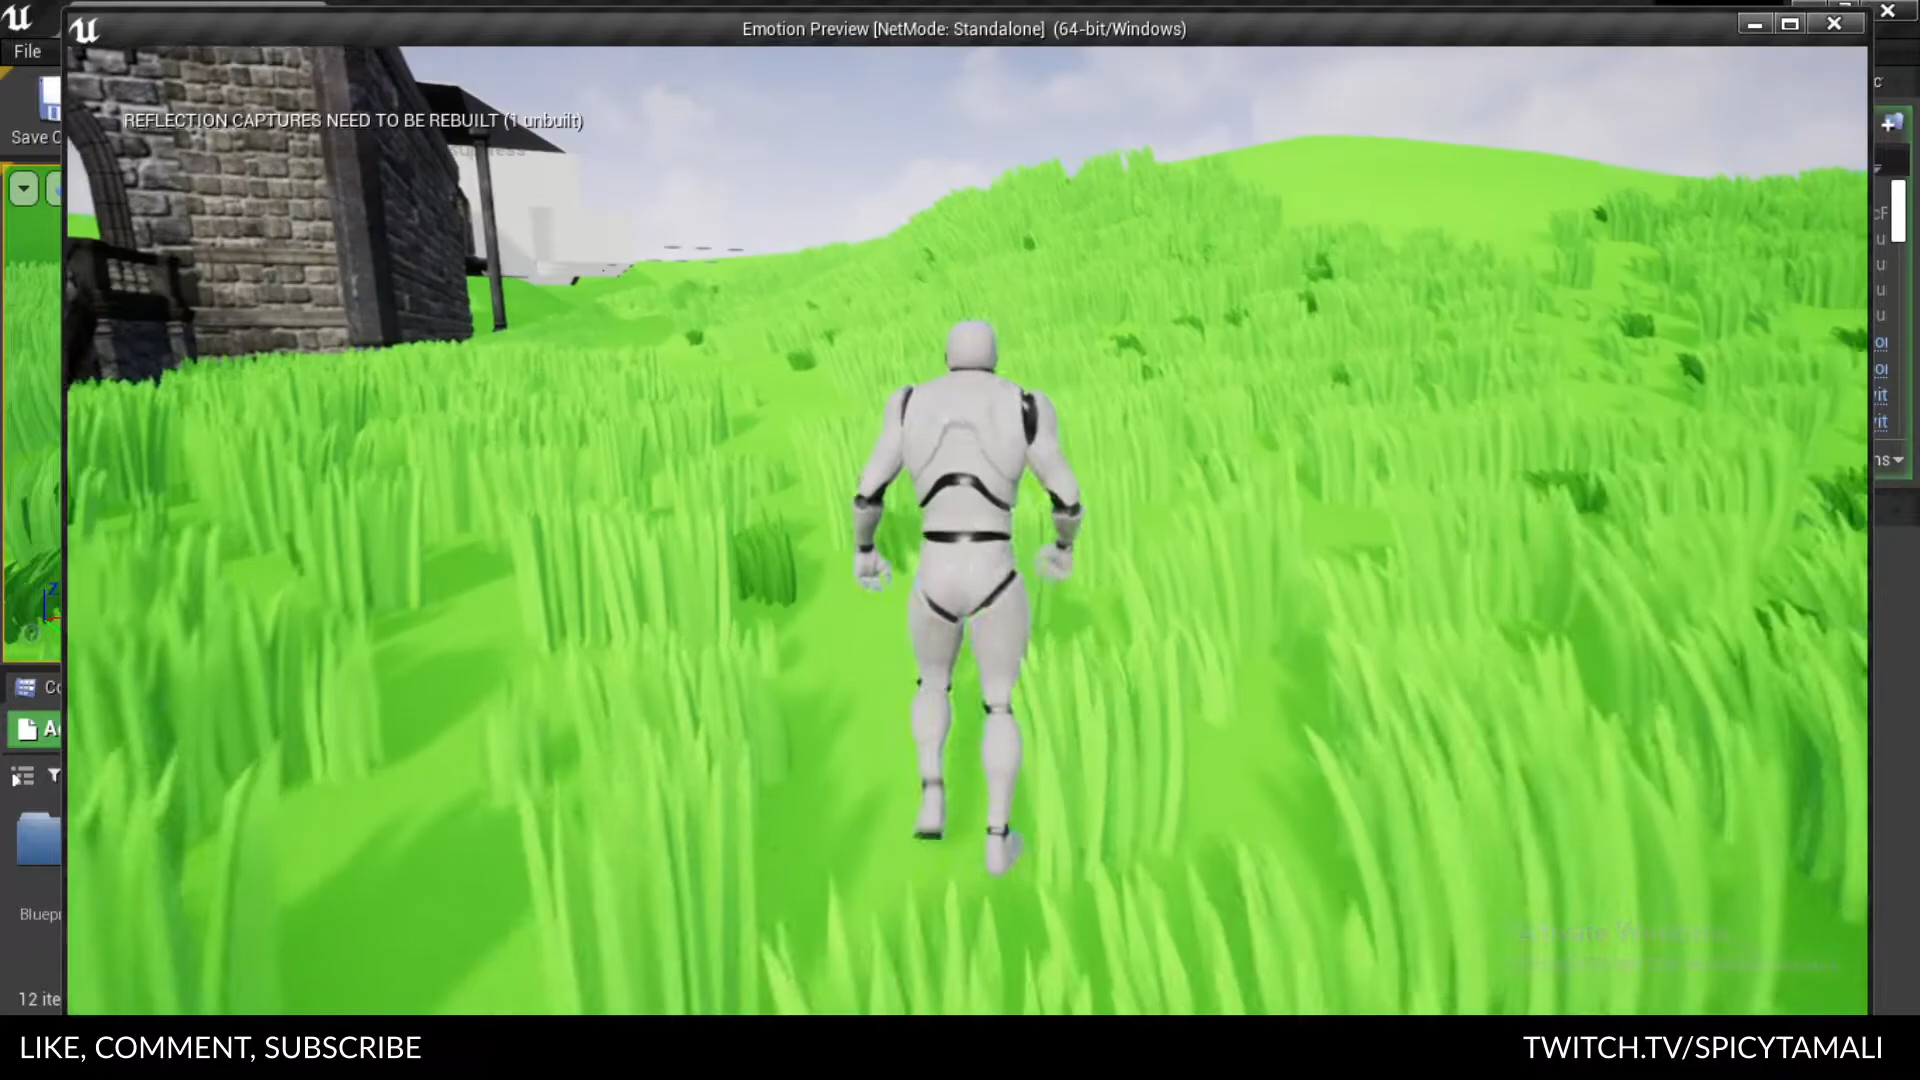 Emotion Preview [NetMode: Standalone] (64-bit/Windows)
File
REFLECTION CAPTURES NEED TO BE REBUILT (1 unbuilt)
Save C
Z
12 ite
LIKE, COMMENT, SUBSCRIBE
TWITCH.TV/SPICYTAMALI